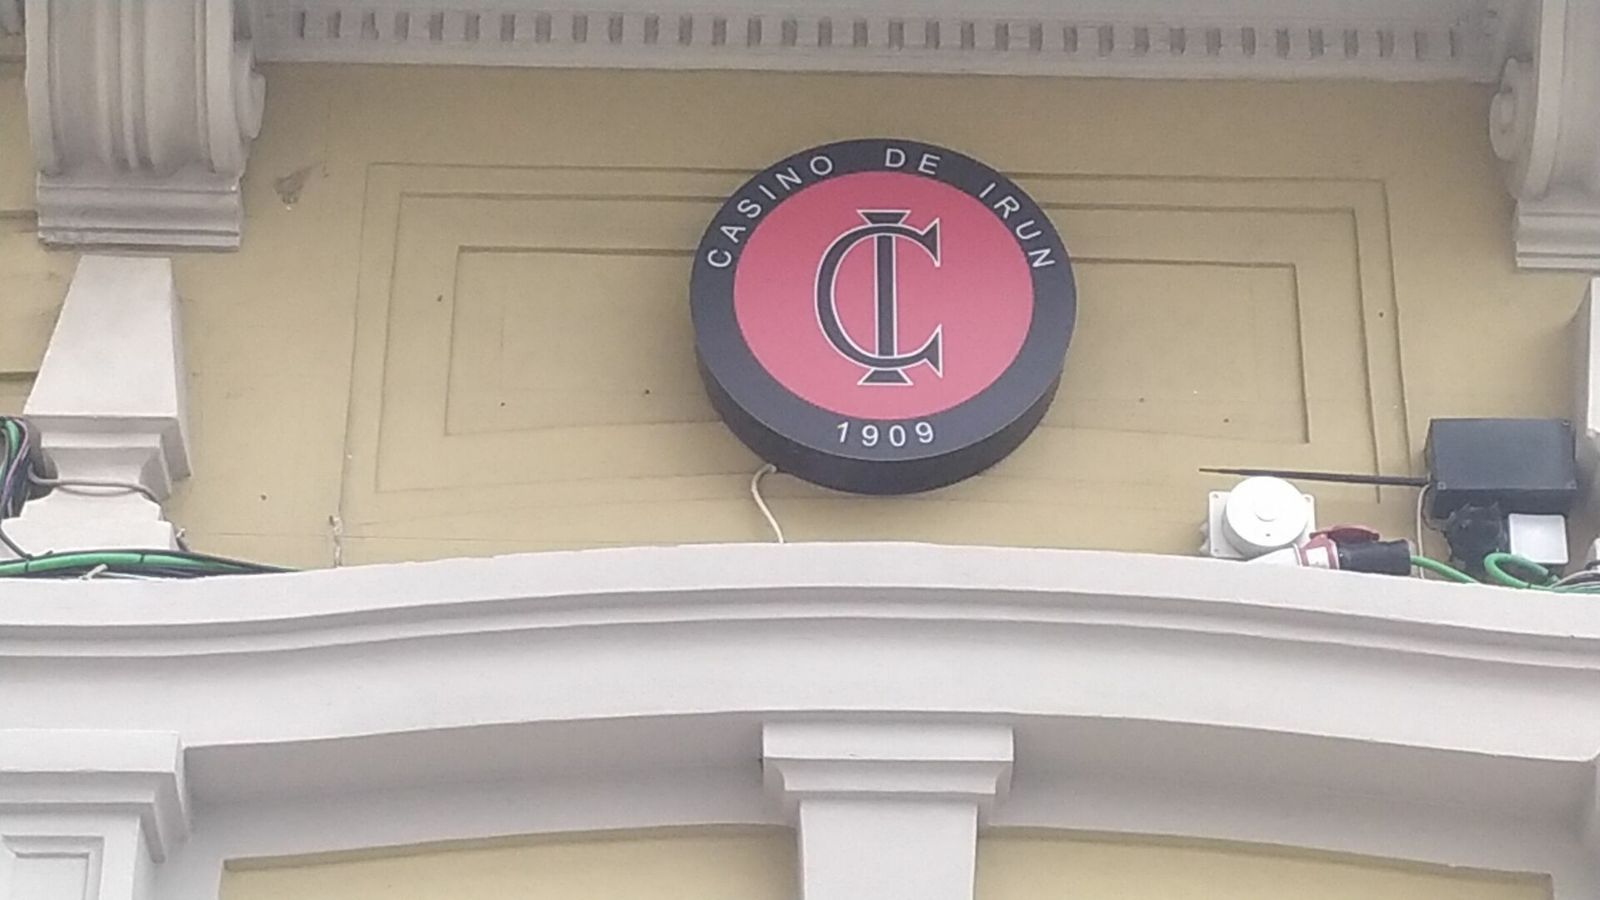 CASINO DE IRUN
CI
1909